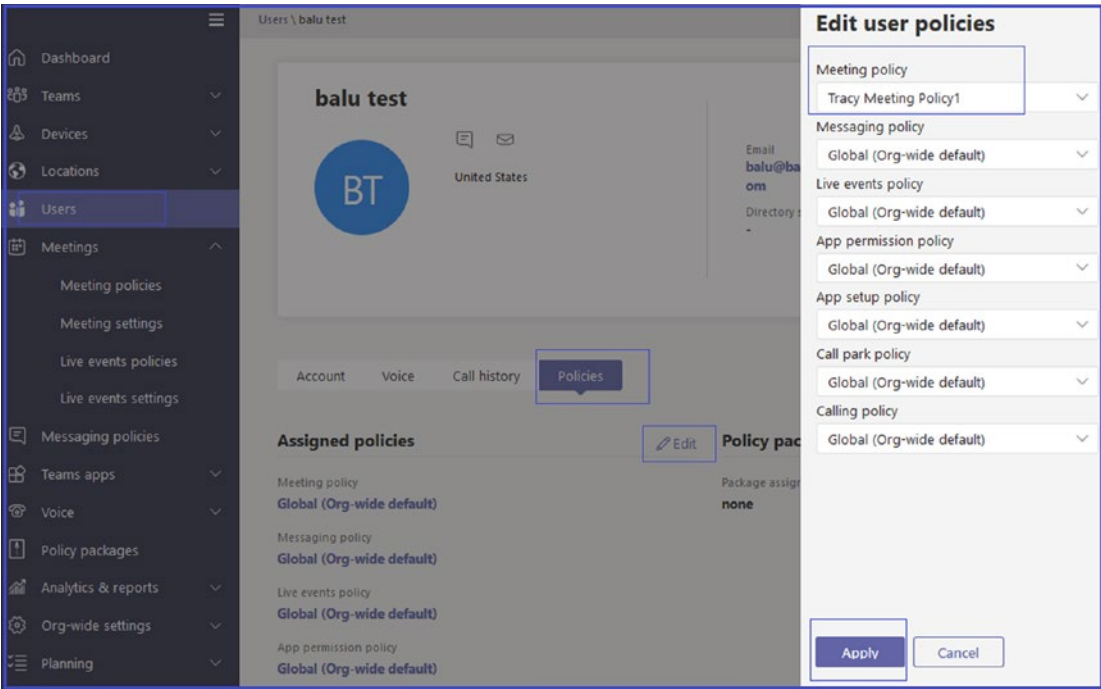 Users \ balu test
Dashboard
Teams
Devices
Locations
Users
Meetings
Meeting policies
Meeting settings
Live events policies
Live events settings
Messaging policies
Teams apps
Voice
Policy packages
Analytics & reports
Org-wide settings
Planning
balu test
BT
United States
Email
balu@ba
om
Directory s
-
Account Voice Call history Policies
Assigned policies
Edit
Meeting policy
Global (Org-wide default)
Messaging policy
Global (Org-wide default)
Live events policy
Global (Org-wide default)
App permission policy
Global (Org-wide default)
Policy pac
Package assign
none
Edit user policies
Meeting policy
Tracy Meeting Policy1
Messaging policy
Global (Org-wide default)
Live events policy
Global (Org-wide default)
App permission policy
Global (Org-wide default)
App setup policy
Global (Org-wide default)
Call park policy
Global (Org-wide default)
Calling policy
Global (Org-wide default)
Apply Cancel